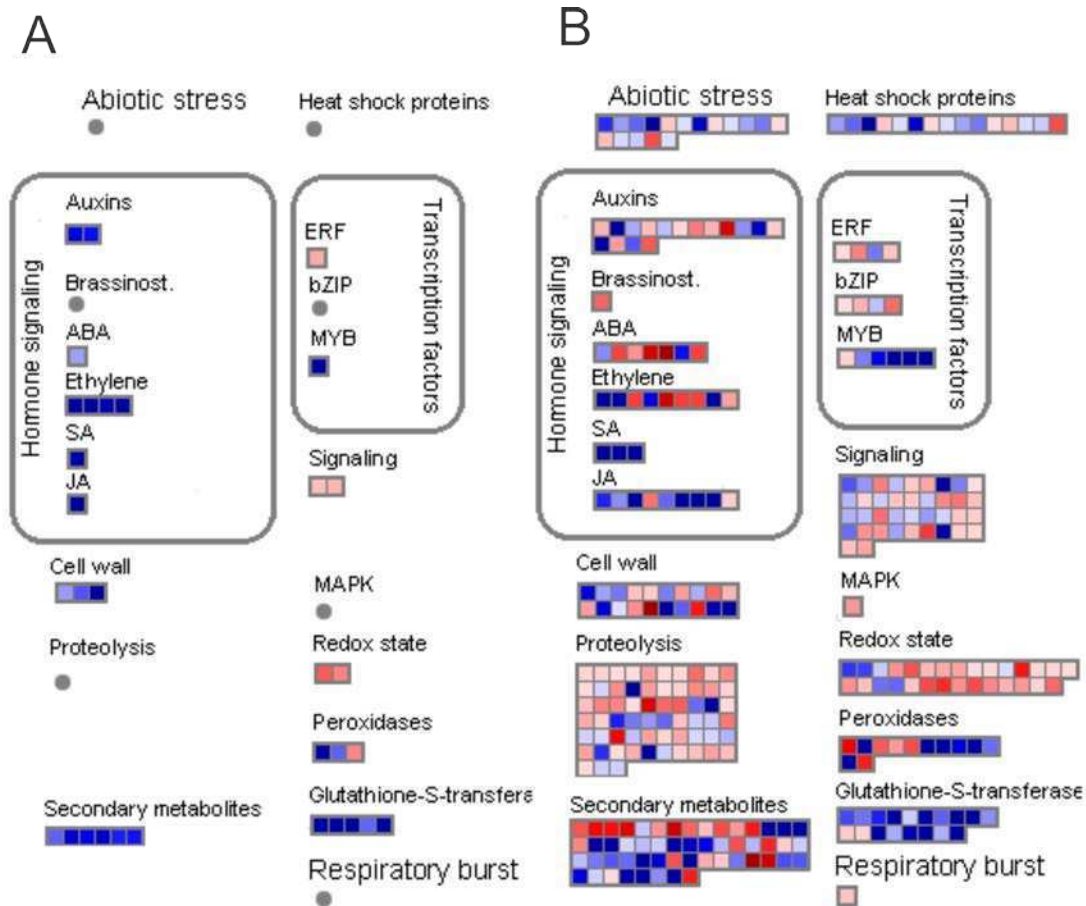 A
Abiotic stress
Heat shock proteins
Hormone signaling
Auxins
Brassinost.
ABA
Ethylene
SA
JA
Transcription factors
ERF
bZIP
MYB
Signaling
Cell wall
MAPK
Proteolysis
Redox state
Peroxidases
Secondary metabolites
Glutathione-S-transfera
Respiratory burst
B
Abiotic stress
Heat shock proteins
Hormone signaling
Auxins
Brassinost.
ABA
Ethylene
SA
JA
Transcription factors
ERF
bZIP
MYB
Signaling
Cell wall
MAPK
Proteolysis
Redox state
Peroxidases
Secondary metabolites
Glutathione-S-transferase
Respiratory burst